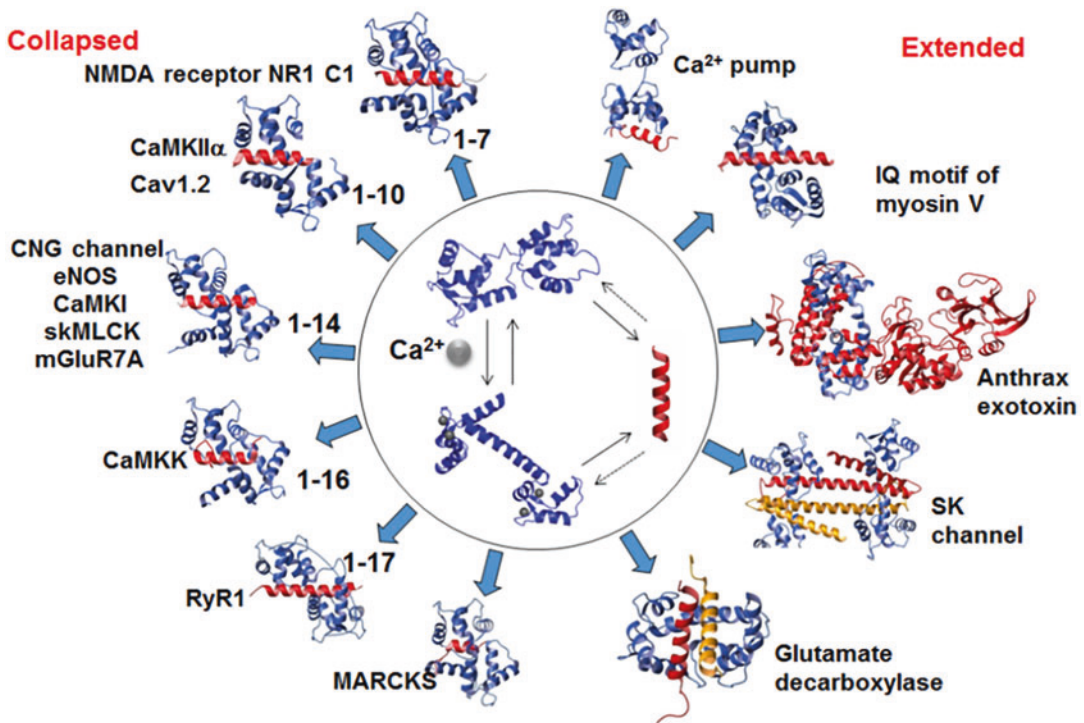 Collapsed
Extended
NMDA receptor NR1 C1
1-7
CaMKIIα
Cav1.2
1-10
CNG channel
eNOS
CaMKI
skMLCK
mGluR7A
1-14
CaMKK
1-16
RyR1
1-17
MARCKS
Ca²⁺
Ca²⁺ pump
IQ motif of
myosin V
Anthrax
exotoxin
SK
channel
Glutamate
decarboxylase